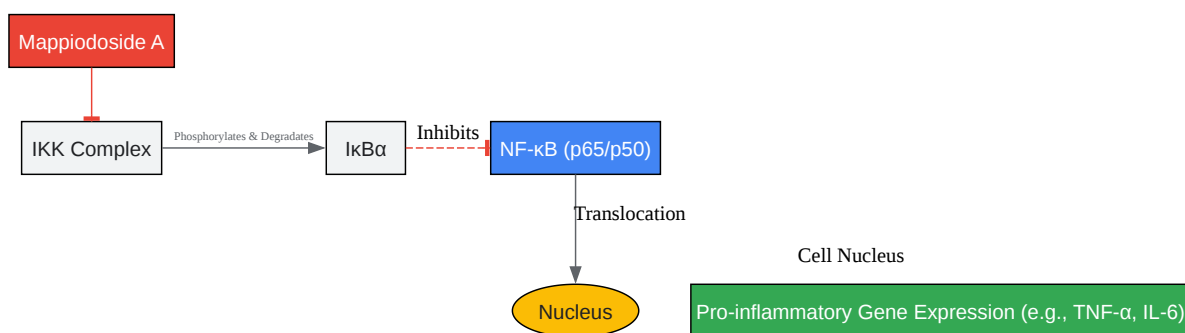 Mappiodoside A
IKK Complex
Phosphorylates & Degradates
IκBα
Inhibits
NF-κB (p65/p50)
Translocation
Cell Nucleus
Nucleus
Pro-inflammatory Gene Expression (e.g., TNF-α, IL-6)